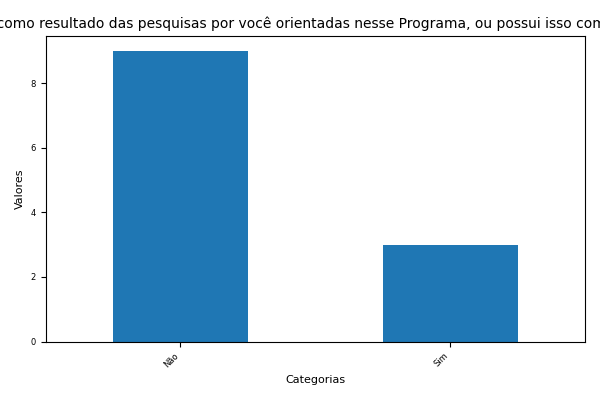 como resultado das pesquisas por você orientadas nesse Programa, ou possui isso com
Valores
8
6
4
2
0
Não
Sim
Categorias